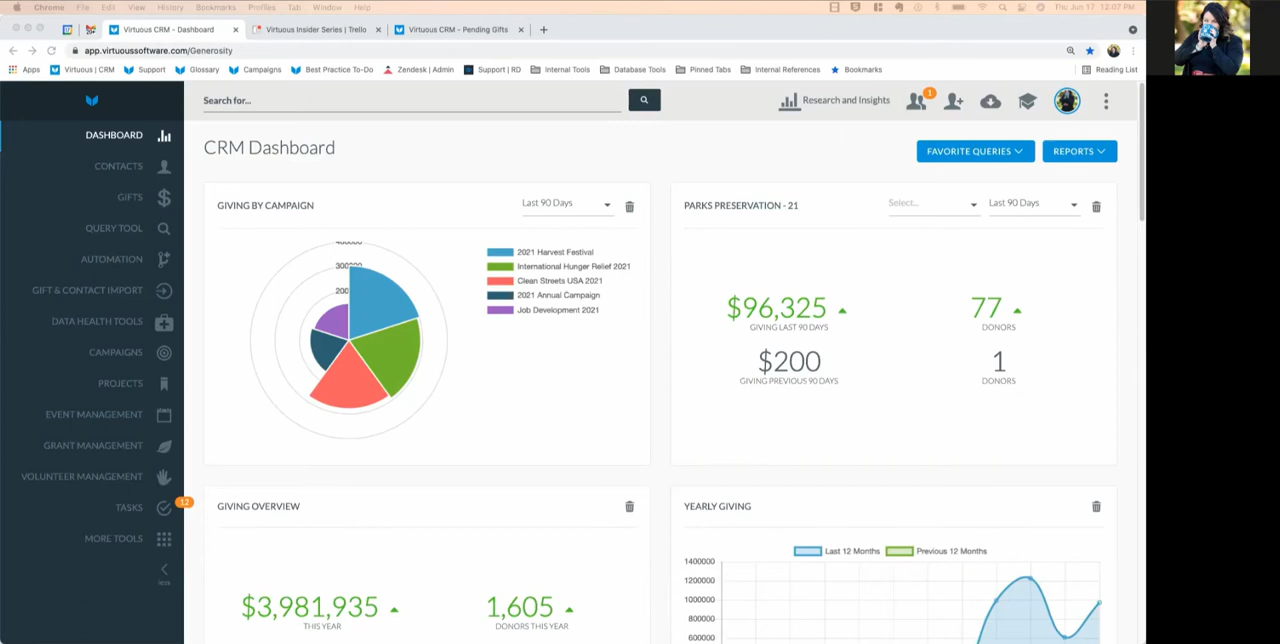 Chrome File Edit View History Bookmarks Profiles Tab Window Help Thu Jun 17 12:07 PM
Virtuous CRM - Dashboard Virtuous Insider Series | Trello Virtuous CRM - Pending Gifts
app.virtuoussoftware.com/Generosity
Apps Virtuous | CRM Support Glossary Campaigns Best Practice To-Do Zendesk | Admin Support | RD Internal Tools Database Tools Pinned Tabs Internal References Bookmarks Reading List
Search for... Research and Insights 1
DASHBOARD
CONTACTS
GIFTS
QUERY TOOL
AUTOMATION
GIFT & CONTACT IMPORT
DATA HEALTH TOOLS
CAMPAIGNS
PROJECTS
EVENT MANAGEMENT
GRANT MANAGEMENT
VOLUNTEER MANAGEMENT
TASKS 12
MORE TOOLS
less
CRM Dashboard FAVORITE QUERIES REPORTS
GIVING BY CAMPAIGN Last 90 Days
400000
300000
200
2021 Harvest Festival
International Hunger Relief 2021
Clean Streets USA 2021
2021 Annual Campaign
Job Development 2021
PARKS PRESERVATION - 21 Select... Last 90 Days
$96,325 77
GIVING LAST 90 DAYS DONORS
$200 1
GIVING PREVIOUS 90 DAYS DONORS
GIVING OVERVIEW
$3,981,935 1,605
THIS YEAR DONORS THIS YEAR
YEARLY GIVING
Last 12 Months Previous 12 Months
1400000
1200000
1000000
800000
600000